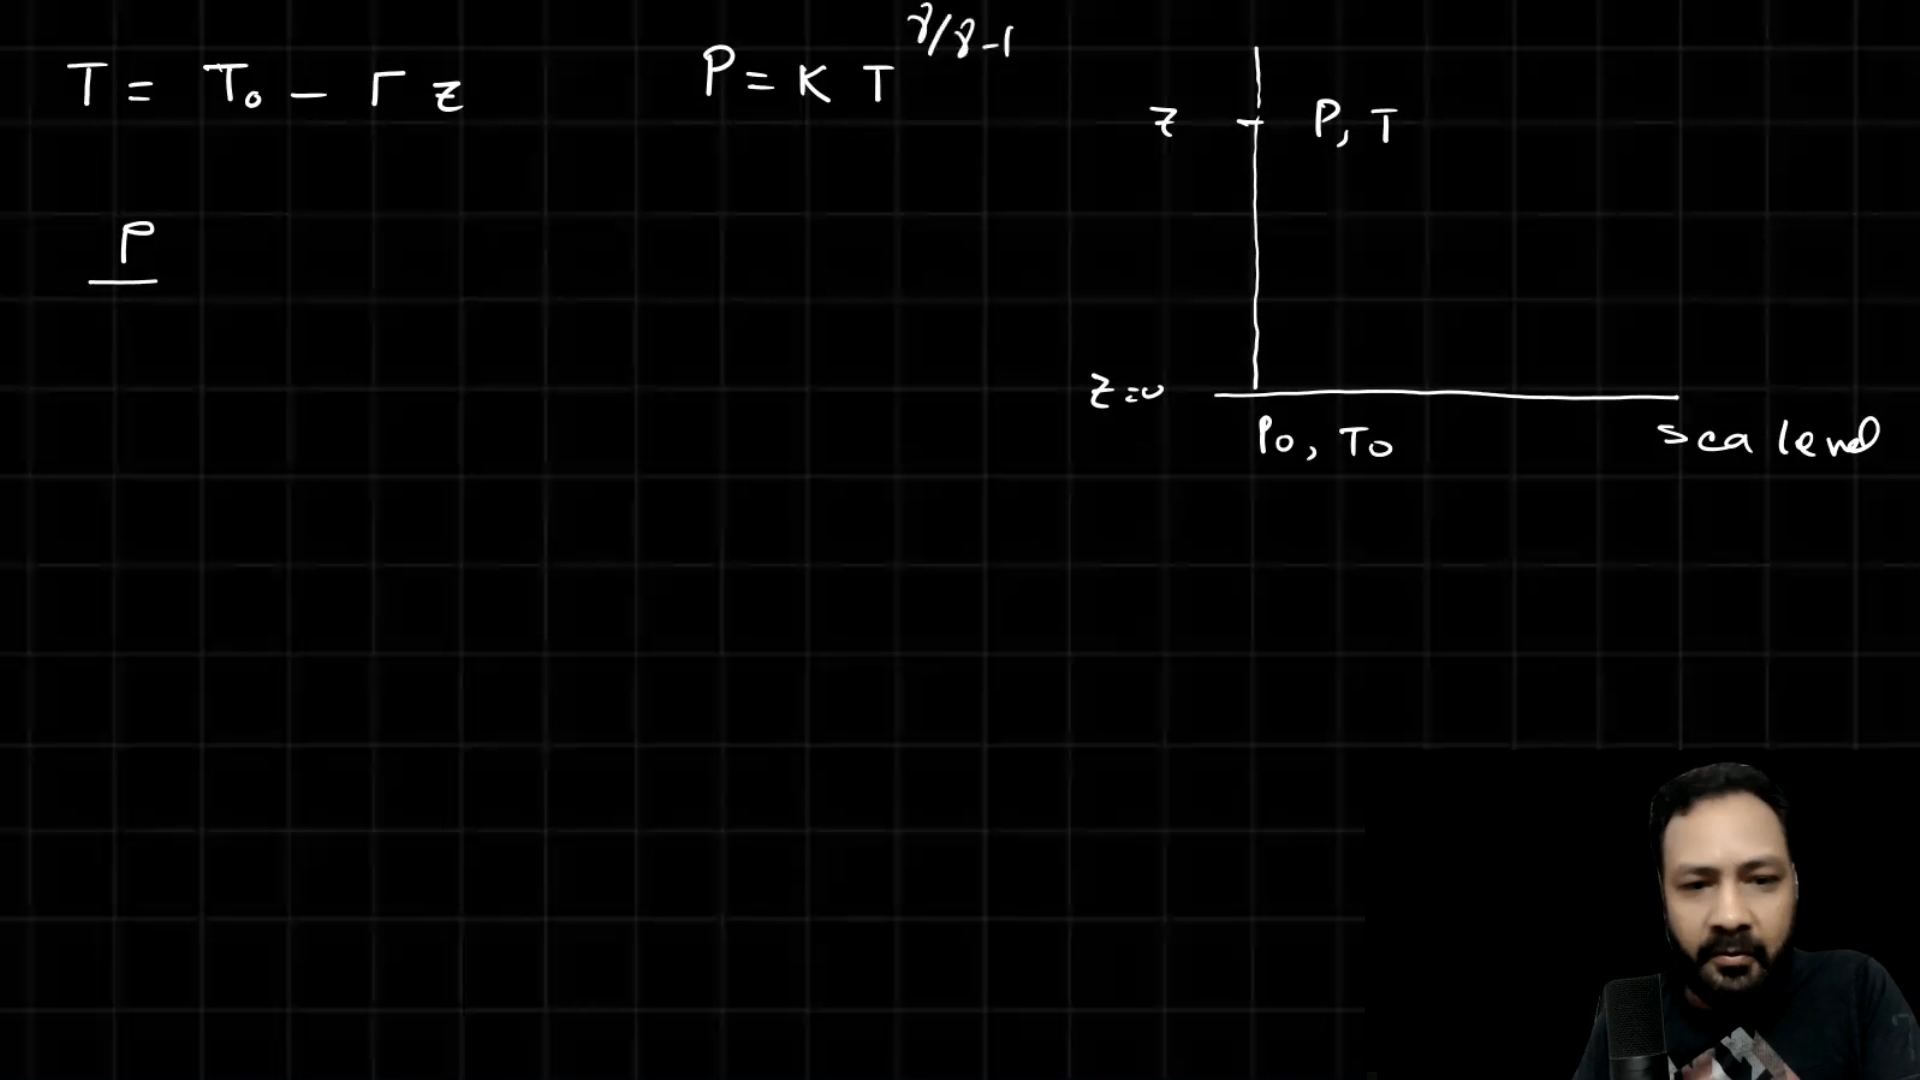 T = T₀ - Γ z
P = K T^γ/γ-1
z P, T
P
z=0
P0, T0
sea level